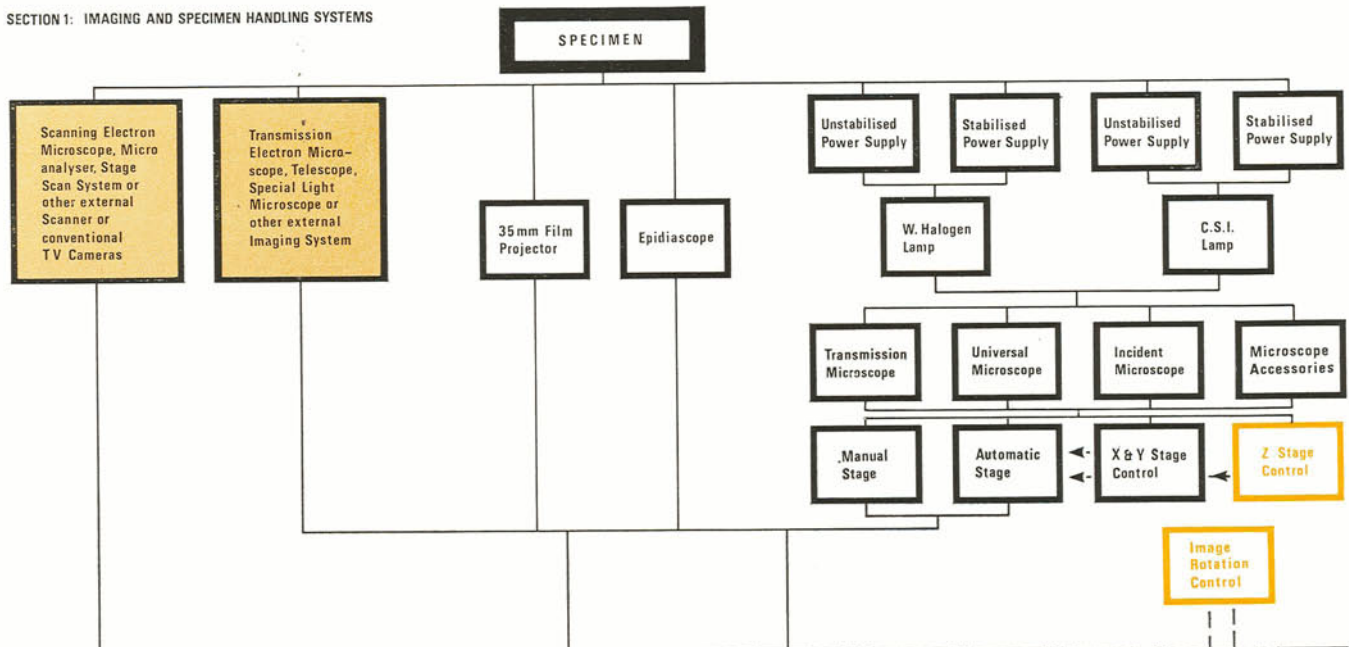 SECTION 1: IMAGING AND SPECIMEN HANDLING SYSTEMS
SPECIMEN
Scanning Electron
Microscope, Micro
analyser, Stage
Scan System or
other external
Scanner or
conventional
TV Cameras
Transmission
Electron Micro–
scope, Telescope,
Special Light
Microscope or
other external
Imaging System
35mm Film
Projector
Epidiascope
Unstabilised
Power Supply
Stabilised
Power Supply
Unstabilised
Power Supply
Stabilised
Power Supply
W. Halogen
Lamp
C.S.I.
Lamp
Transmission
Microscope
Universal
Microscope
Incident
Microscope
Microscope
Accessories
Manual
Stage
Automatic
Stage
X & Y Stage
Control
Z Stage
Control
Image
Rotation
Control